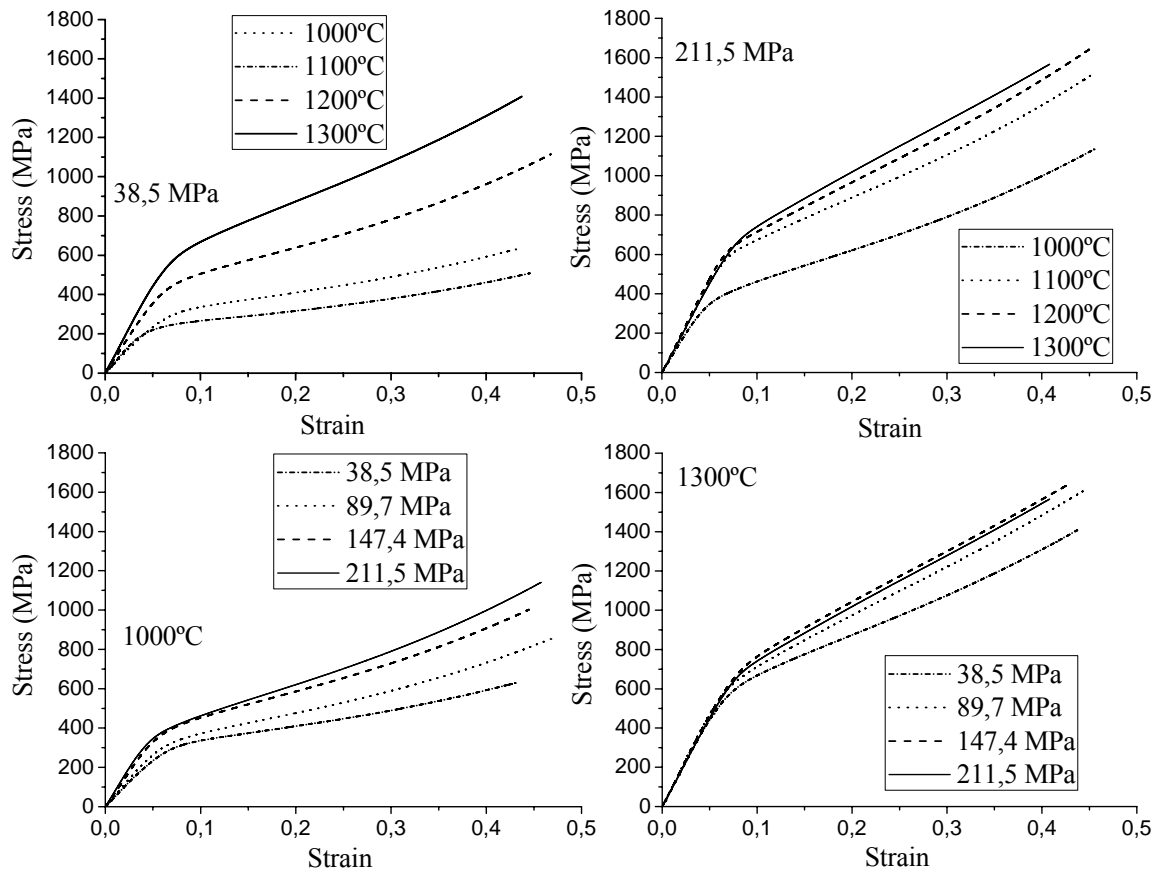 1800
1600
1400
1200
1000
800
600
400
200
0
Stress (MPa)
1000ºC
1100ºC
1200ºC
1300ºC
38,5 MPa
0,0 0,1 0,2 0,3 0,4 0,5
Strain
1800
1600
1400
1200
1000
800
600
400
200
0
Stress (MPa)
211,5 MPa
1000ºC
1100ºC
1200ºC
1300ºC
0,0 0,1 0,2 0,3 0,4 0,5
Strain
1800
1600
1400
1200
1000
800
600
400
200
0
Stress (MPa)
38,5 MPa
89,7 MPa
147,4 MPa
211,5 MPa
1000ºC
0,0 0,1 0,2 0,3 0,4 0,5
Strain
1800
1600
1400
1200
1000
800
600
400
200
0
Stress (MPa)
1300ºC
38,5 MPa
89,7 MPa
147,4 MPa
211,5 MPa
0,0 0,1 0,2 0,3 0,4 0,5
Strain